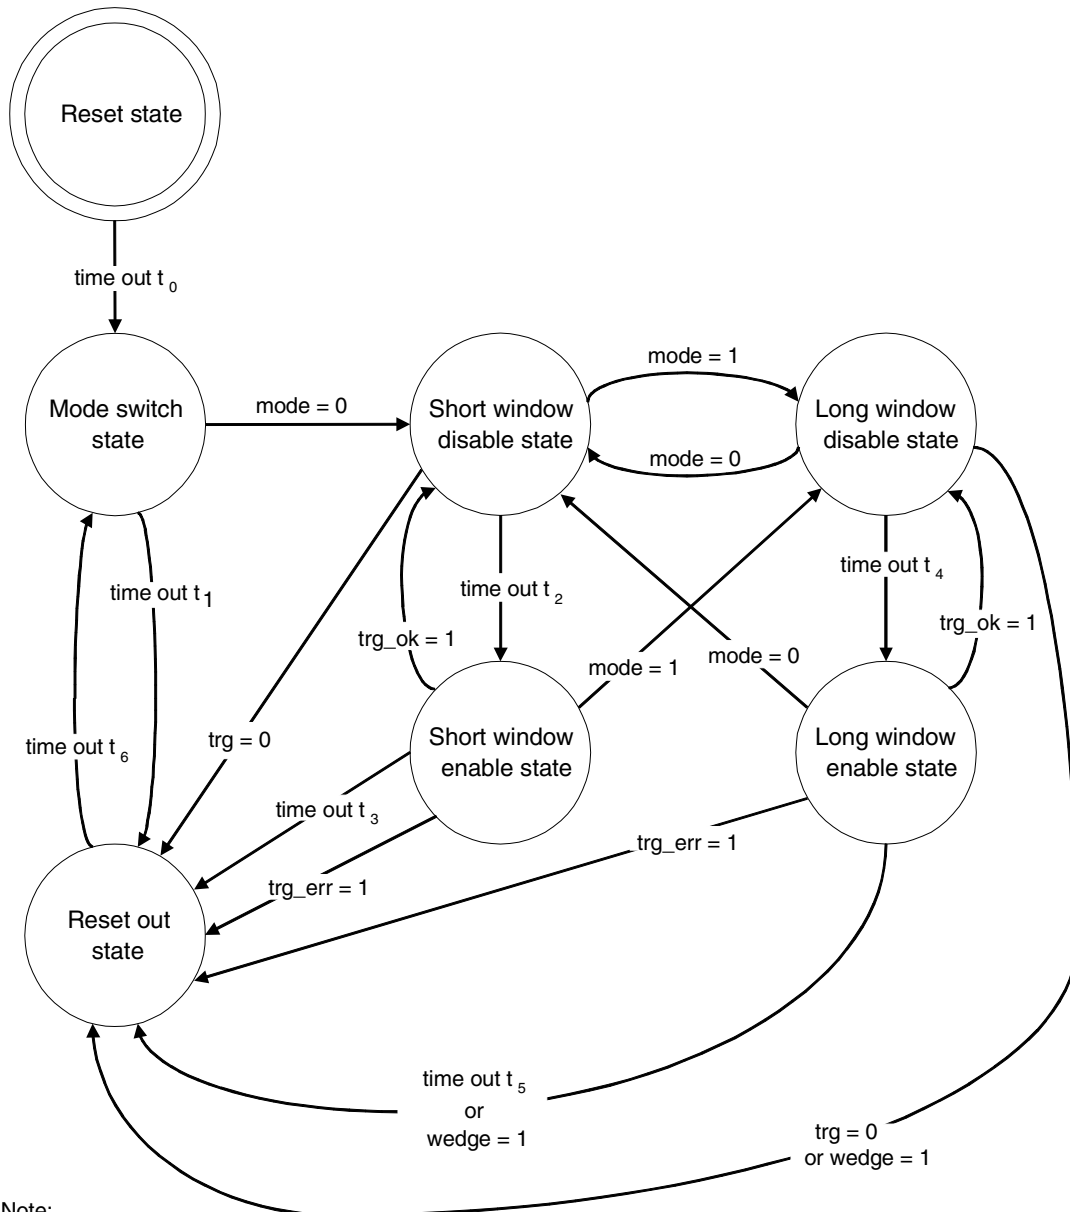 Reset state
time out t 0
Mode switch
state
mode = 0
Short window
disable state
mode = 1
mode = 0
Long window
disable state
time out t 1
time out t 2
trg_ok = 1
time out t 4
trg_ok = 1
mode = 1
mode = 0
time out t 6
trg = 0
Short window
enable state
Long window
enable state
time out t 3
trg_err = 1
trg_err = 1
Reset out
state
time out t 5
or
wedge = 1
trg = 0
or wedge = 1
Note: